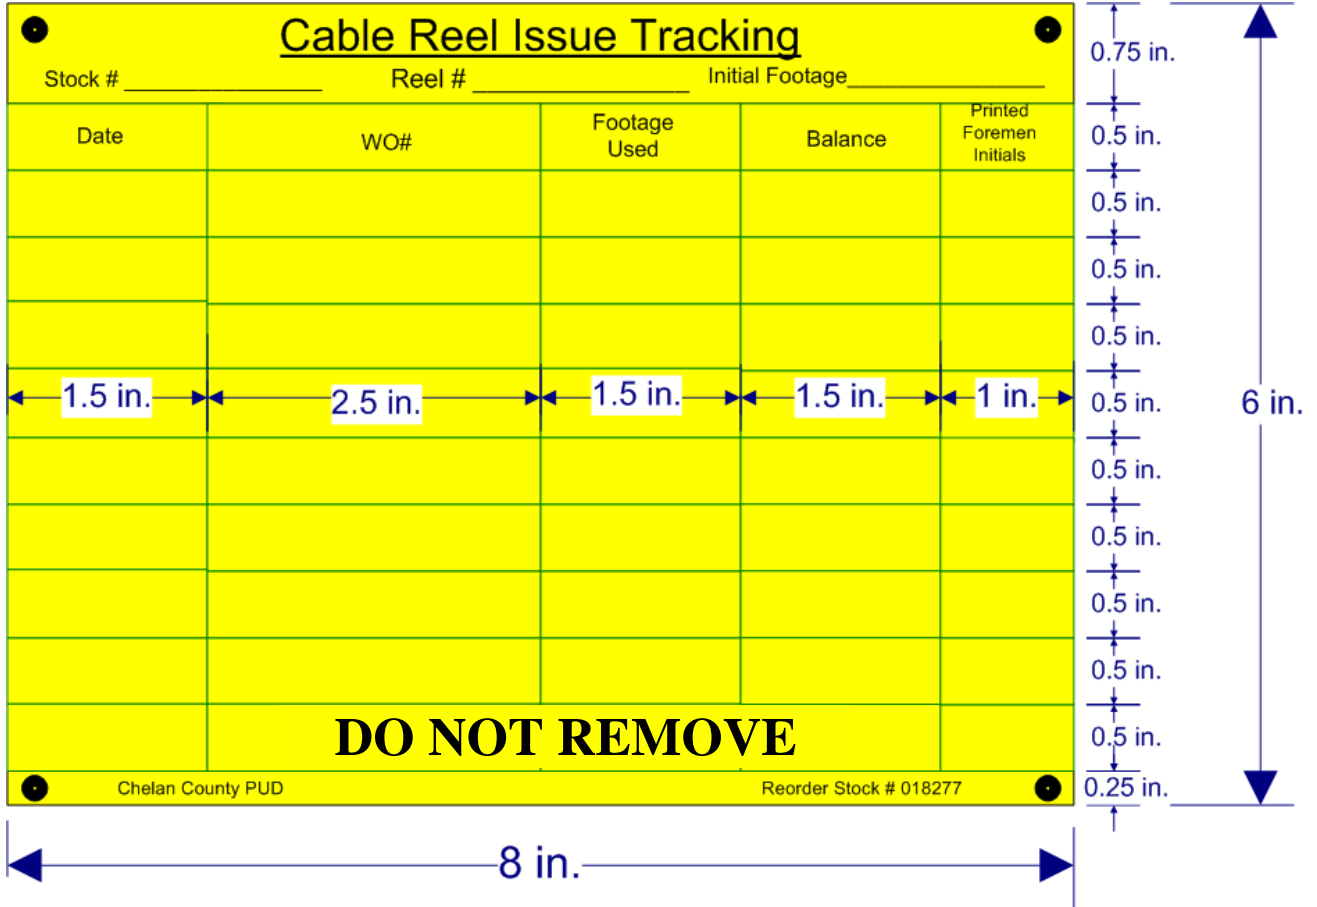 Cable Reel Issue Tracking
Stock # Reel # Initial Footage
0.75 in.
Date WO# Footage Used Balance Printed Foremen Initials
0.5 in.
0.5 in.
0.5 in.
0.5 in.
1.5 in. 2.5 in. 1.5 in. 1.5 in. 1 in. 0.5 in. 6 in.
0.5 in.
0.5 in.
0.5 in.
0.5 in.
DO NOT REMOVE 0.5 in.
Chelan County PUD Reorder Stock # 018277 0.25 in.
8 in.